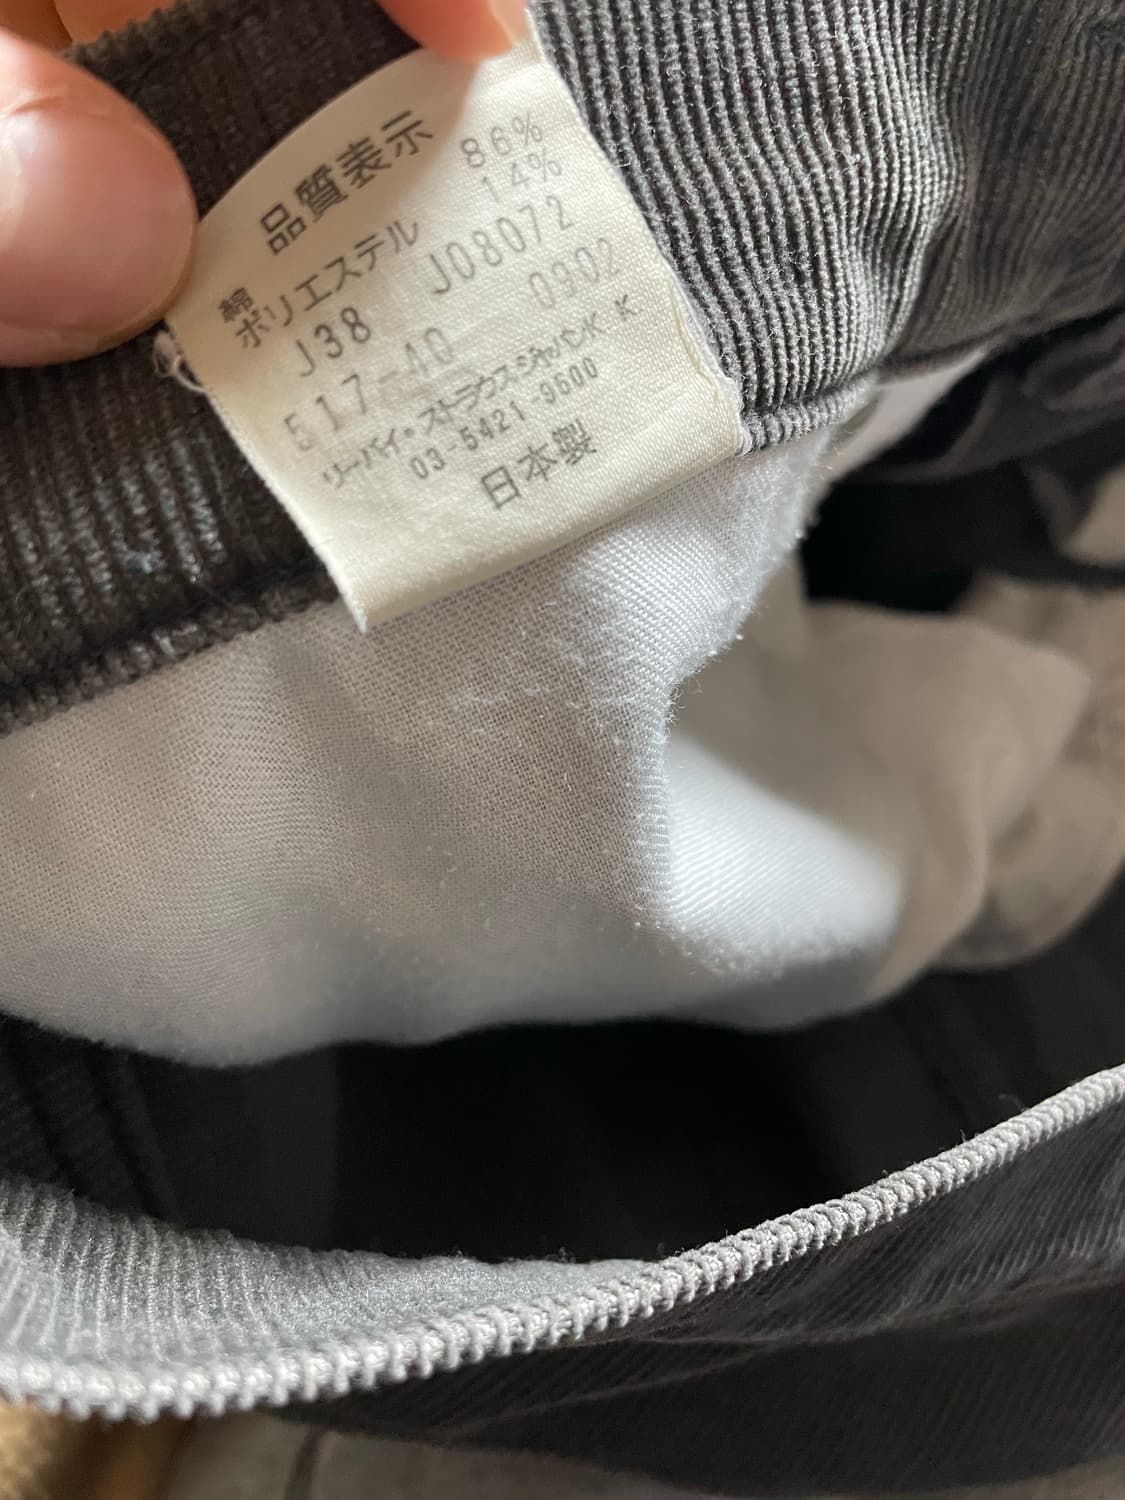 品質表示
綿 86%
ポリエステル 14%
J38 J08072
517-40 0902
リーバイ・ストラウス ジャパンK K
03-5421-9600
日本製